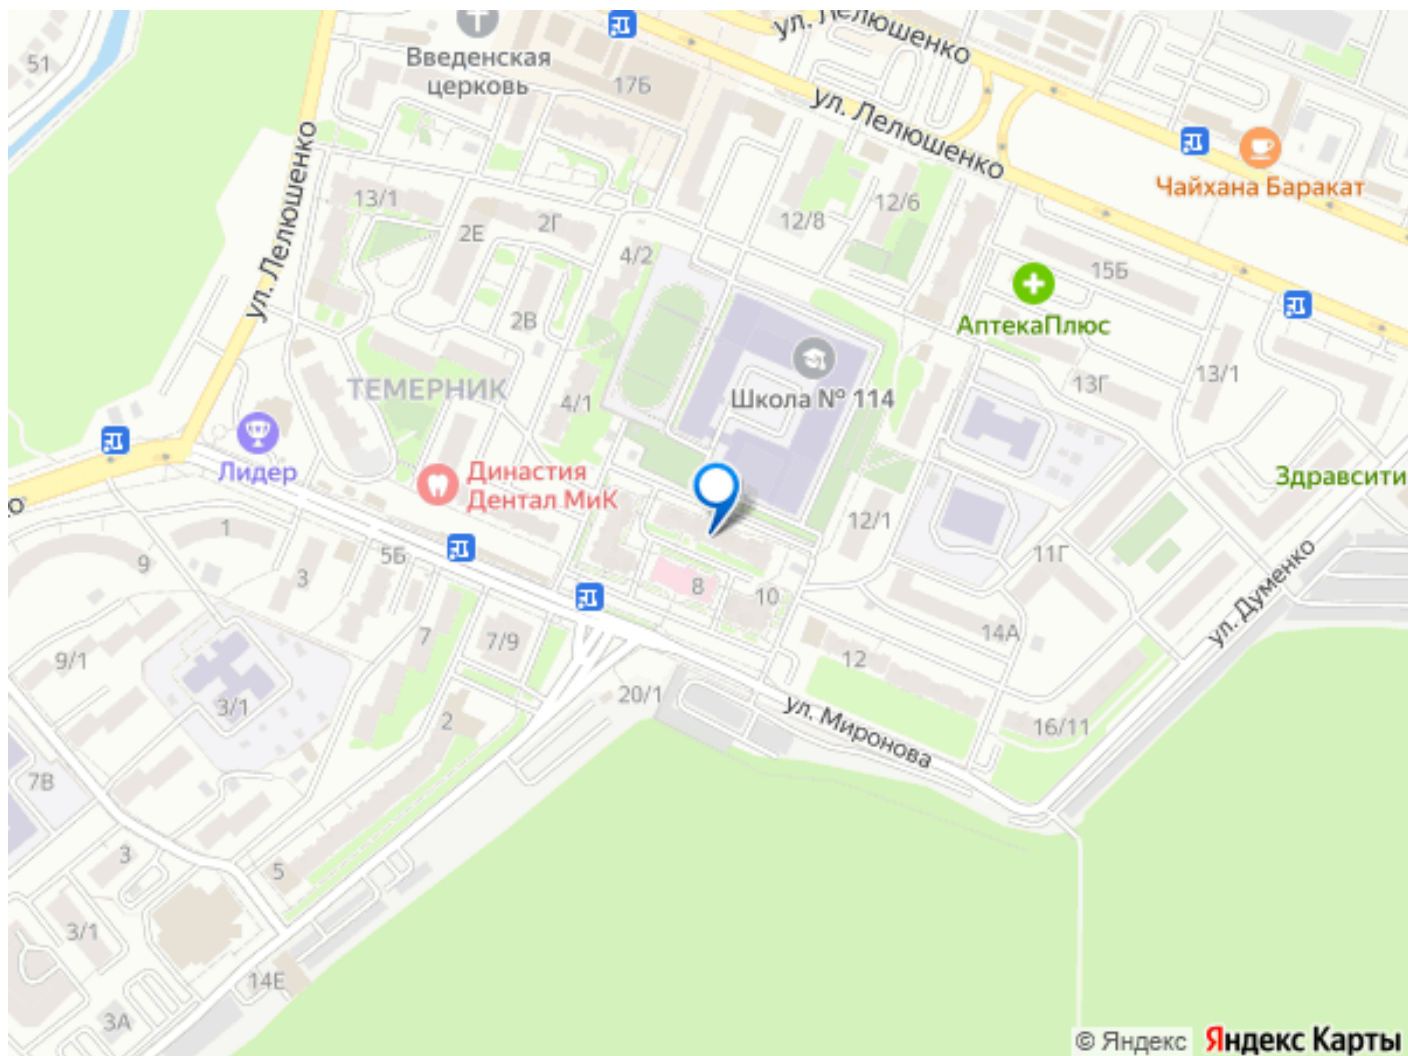 ул. Лелюшенко
51
Введенская
церковь
17Б
ул. Лелюшенко
Чайхана Баракат
ул. Лелюшенко
13/1
2Е
2Г
4/2
12/8
12/6
15Б
АптекаПлюс
2В
Школа № 114
13Г
13/1
ТЕМЕРНИК
4/1
Лидер
Династия
Дентал МиК
Здравсити
о
1
5Б
12/1
11Г
9
3
8
10
7
7/9
14А
ул. Думенко
9/1
3/1
12
20/1
ул. Миронова
16/11
2
7В
3
5
3/1
14Е
3А
© Яндекс
Яндекс Карты